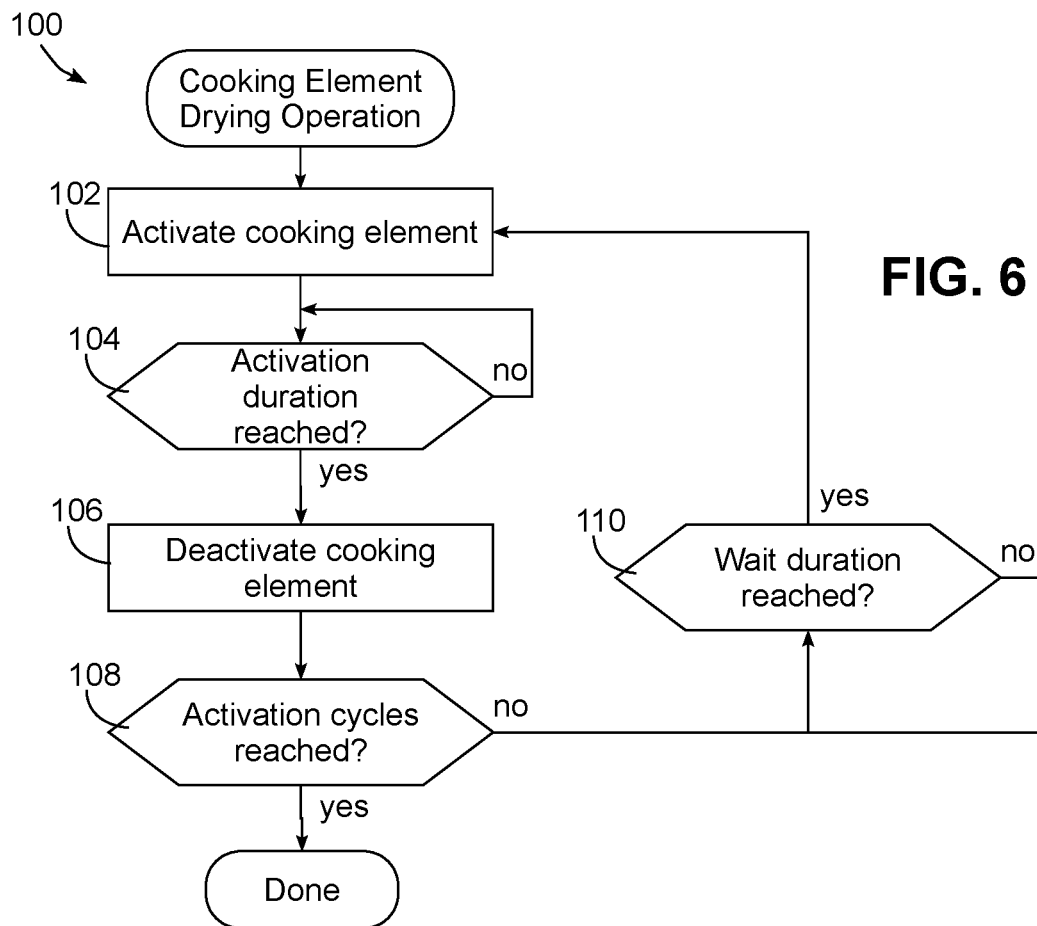 100
Cooking Element
Drying Operation
102
Activate cooking element
FIG. 6
104
Activation
duration
reached?
no
yes
106
Deactivate cooking
element
108
Activation cycles
reached?
no
yes
110
Wait duration
reached?
yes
no
Done